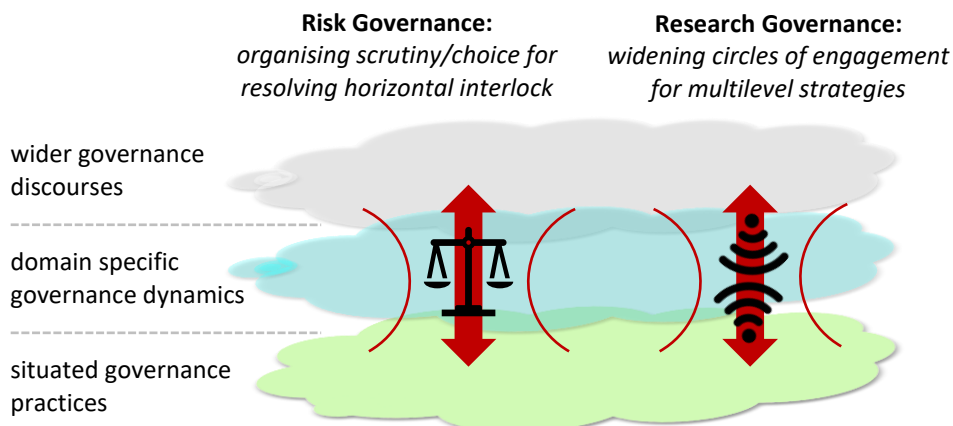 Risk Governance:
organising scrutiny/choice for
resolving horizontal interlock
Research Governance:
widening circles of engagement
for multilevel strategies
wider governance
discourses
domain specific
governance dynamics
situated governance
practices